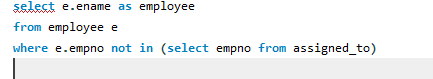 select e.ename as employee
from employee e
where e.empno not in (select empno from assigned_to)